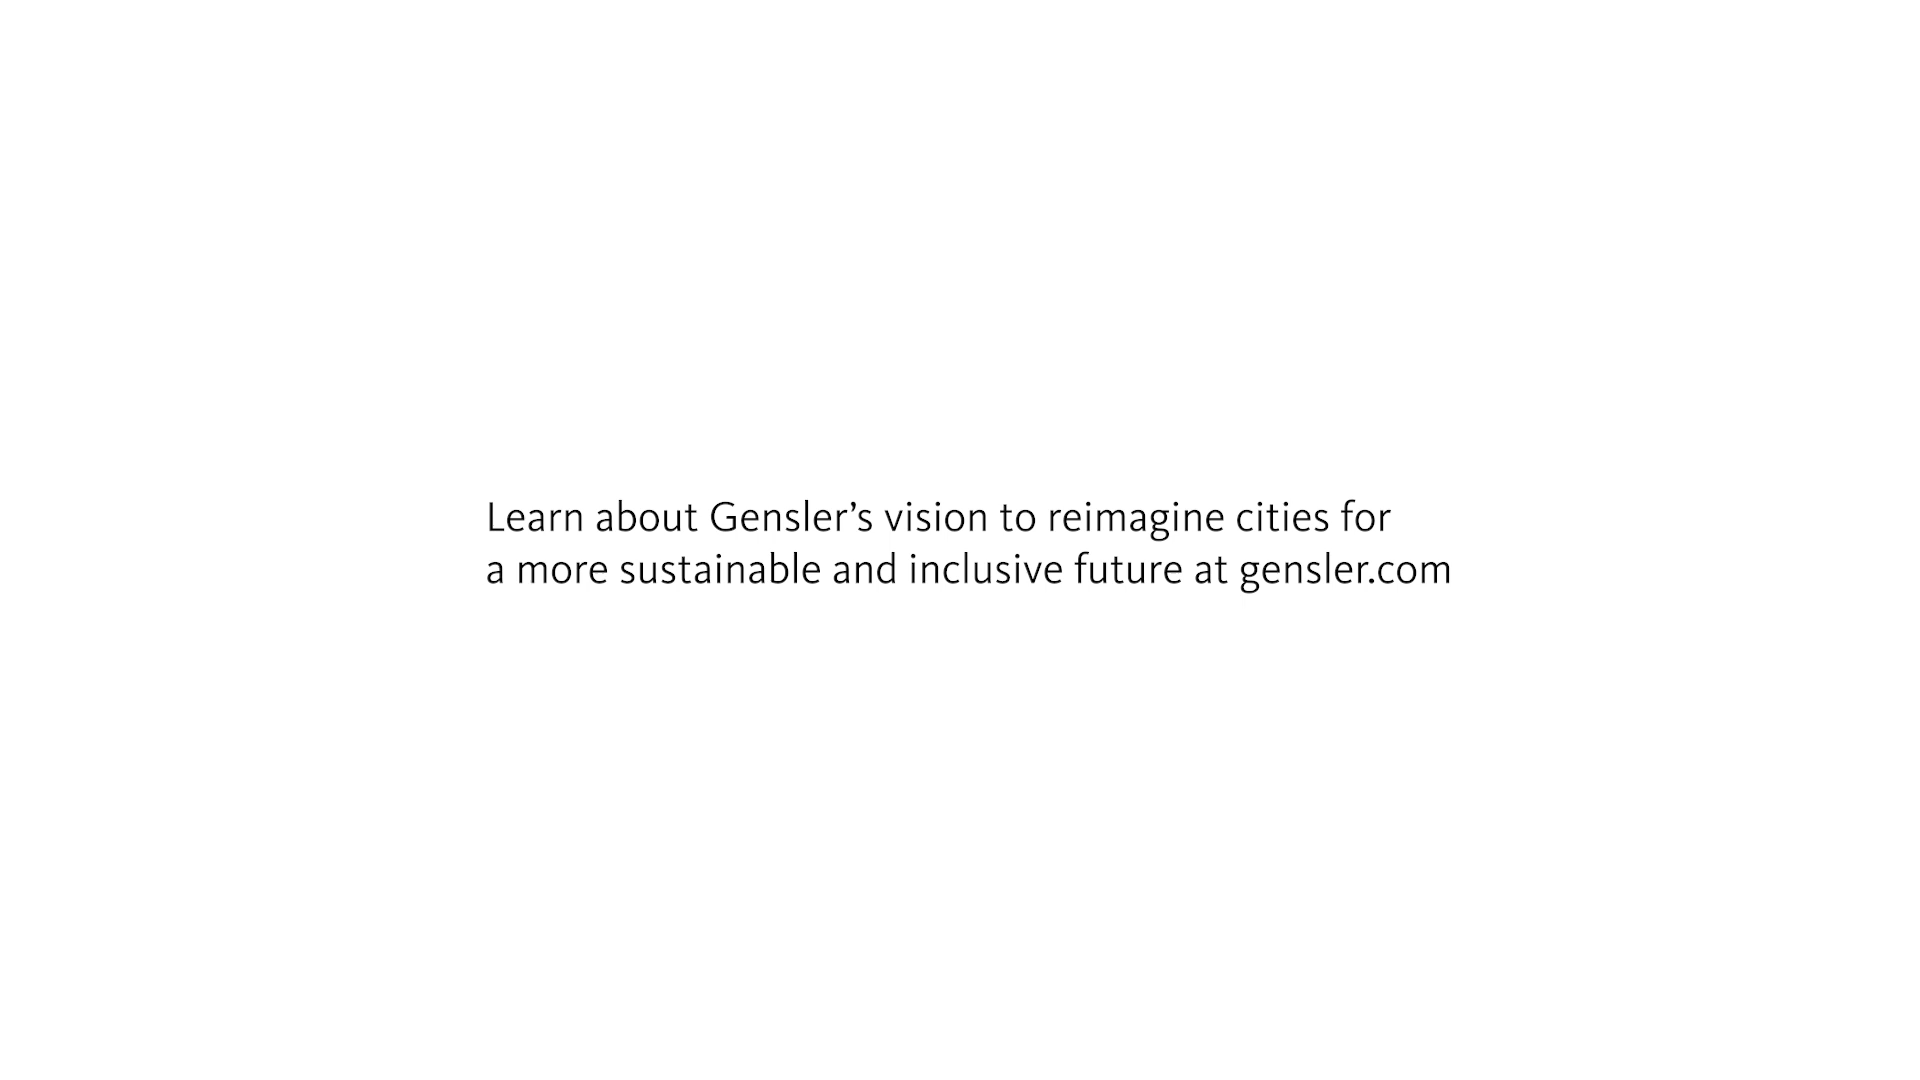 Learn about Gensler’s vision to reimagine cities for
a more sustainable and inclusive future at gensler.com